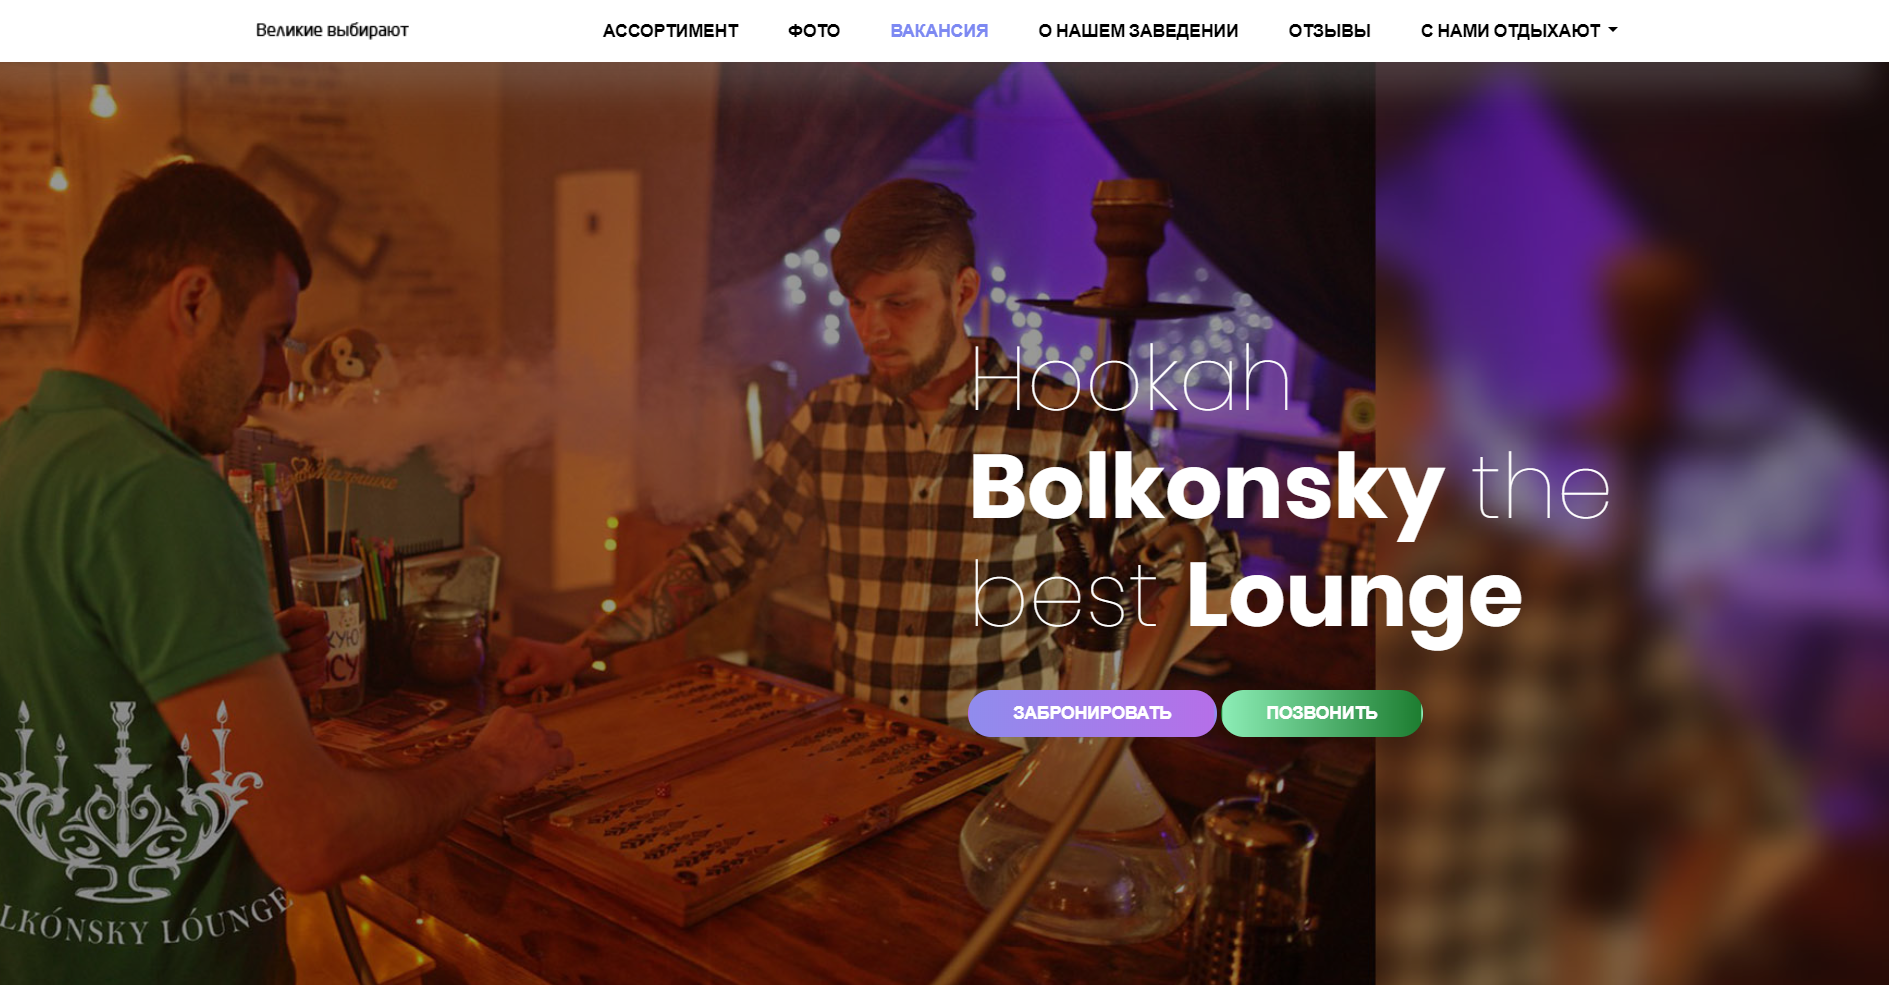 Великие выбирают
АССОРТИМЕНТ ФОТО ВАКАНСИЯ О НАШЕМ ЗАВЕДЕНИИ ОТЗЫВЫ С НАМИ ОТДЫХАЮТ
Hookah
Bolkonsky the
best Lounge
ЗАБРОНИРОВАТЬ ПОЗВОНИТЬ
LKÓNSKY LÓUNGE